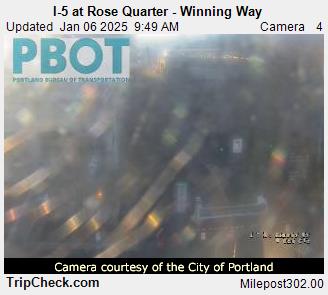 I-5 at Rose Quarter - Winning Way
Updated Jan 06 2025 9:49 AM Camera 4
PBOT
PORTLAND BUREAU OF TRANSPORTATION
Camera courtesy of the City of Portland
TripCheck.com Milepost302.00